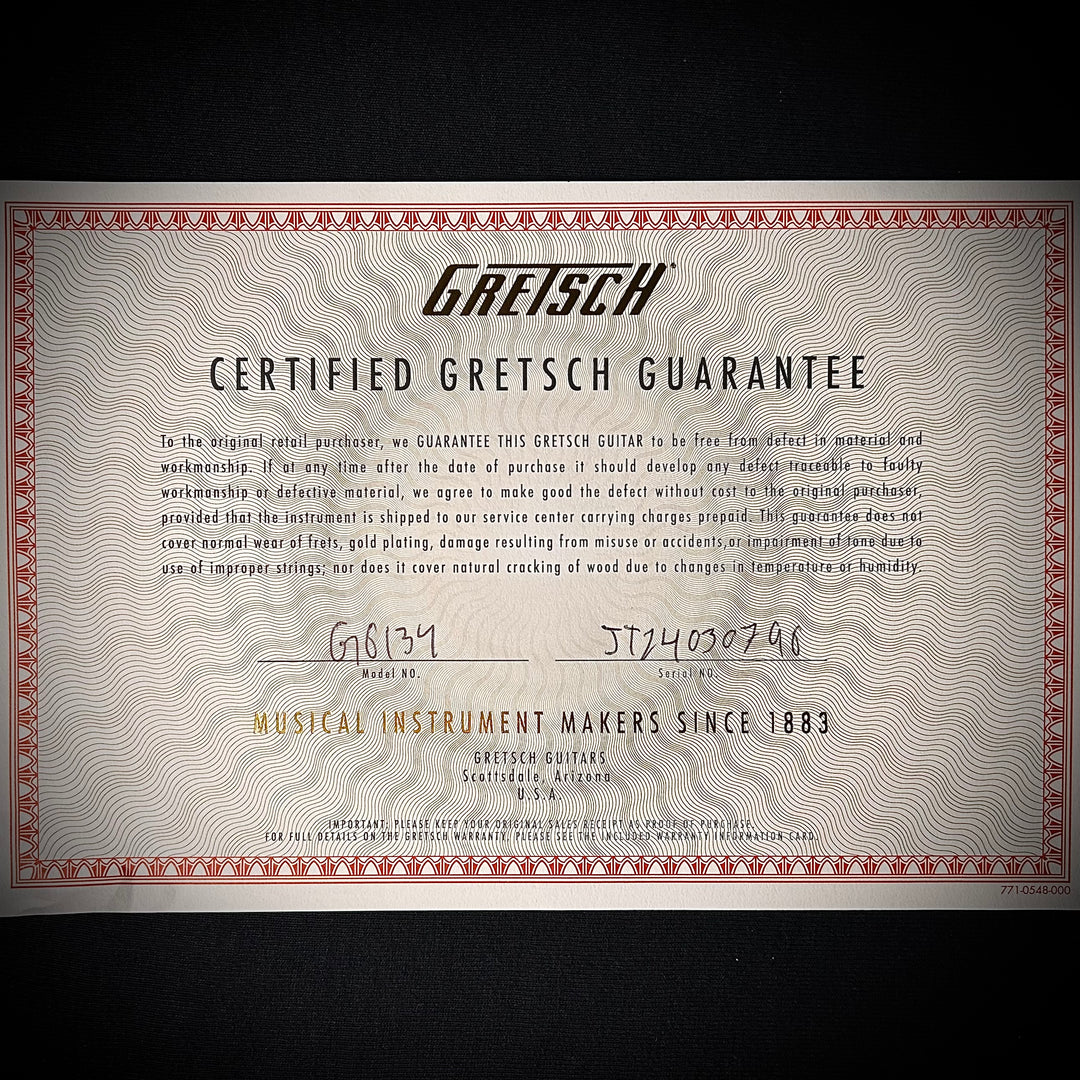 GRETSCH®
CERTIFIED GRETSCH GUARANTEE
To the original retail purchaser, we GUARANTEE THIS GRETSCH GUITAR to be free from defect in material and
workmanship. If at any time after the date of purchase it should develop any defect traceable to faulty
workmanship or defective material, we agree to make good the defect without cost to the original purchaser,
provided that the instrument is shipped to our service center carrying charges prepaid. This guarantee does not
cover normal wear of frets, gold plating, damage resulting from misuse or accidents,or impairment of tone due to
use of improper strings; nor does it cover natural cracking of wood due to changes in temperature or humidity.
G6134 JT24030798
Model NO. Serial NO.
MUSICAL INSTRUMENT MAKERS SINCE 1883
GRETSCH GUITARS
Scottsdale, Arizona
U.S.A.
IMPORTANT: PLEASE KEEP YOUR ORIGINAL SALES RECEIPT AS PROOF OF PURCHASE.
FOR FULL DETAILS ON THE GRETSCH WARRANTY, PLEASE SEE THE INCLUDED WARRANTY INFORMATION CARD.
771-0548-000